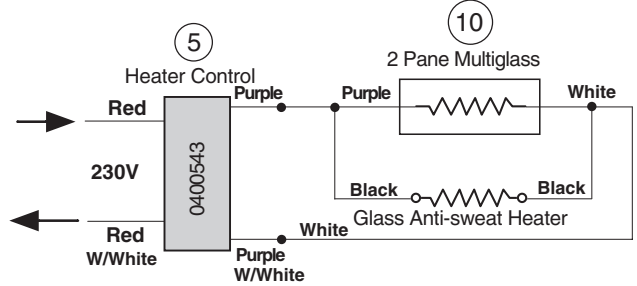 5
Heater Control
10
2 Pane Multiglass
Red
Purple
Purple
White
230V
0400543
Black
Black
Glass Anti-sweat Heater
Red
W/White
Purple
W/White
White